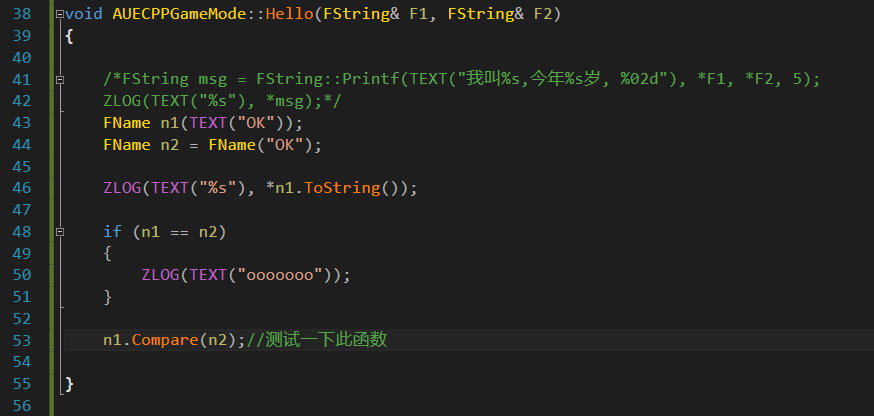 38 void AUECPPGameMode::Hello(FString& F1, FString& F2)
39 {
40
41 /*FString msg = FString::Printf(TEXT("我叫%s,今年%s岁, %02d"), *F1, *F2, 5);
42 ZLOG(TEXT("%s"), *msg);*/
43 FName n1(TEXT("OK"));
44 FName n2 = FName("OK");
45
46 ZLOG(TEXT("%s"), *n1.ToString());
47
48 if (n1 == n2)
49 {
50 ZLOG(TEXT("ooooooo"));
51 }
52
53 n1.Compare(n2);//测试一下此函数
54
55 }
56